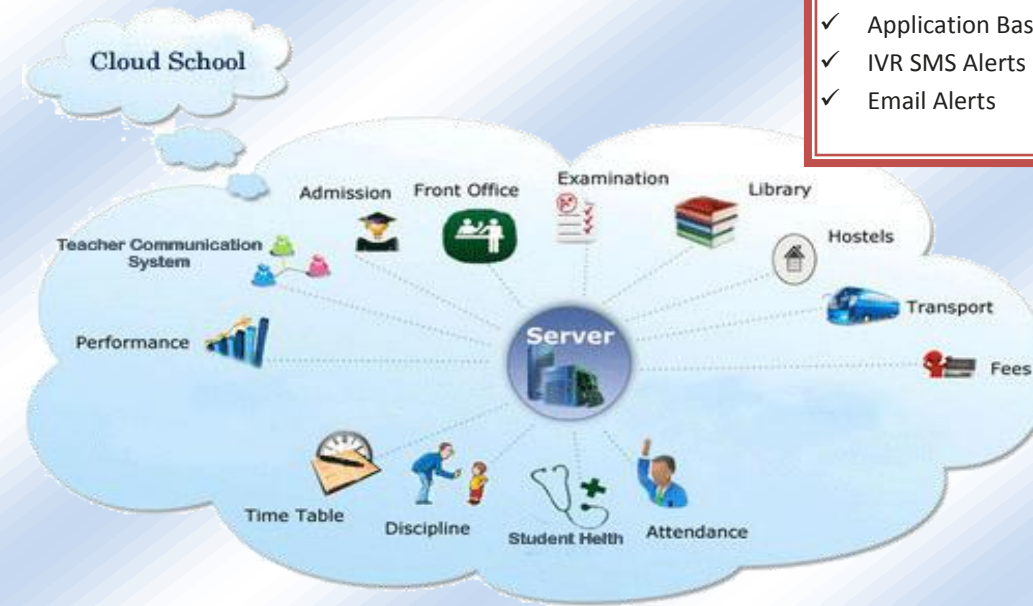 Cloud School
✓ Application Bas
✓ IVR SMS Alerts
✓ Email Alerts
Admission
Front Office
Examination
Library
Hostels
Transport
Fees
Teacher Communication
System
Performance
Server
Time Table
Discipline
Student Helth
Attendance